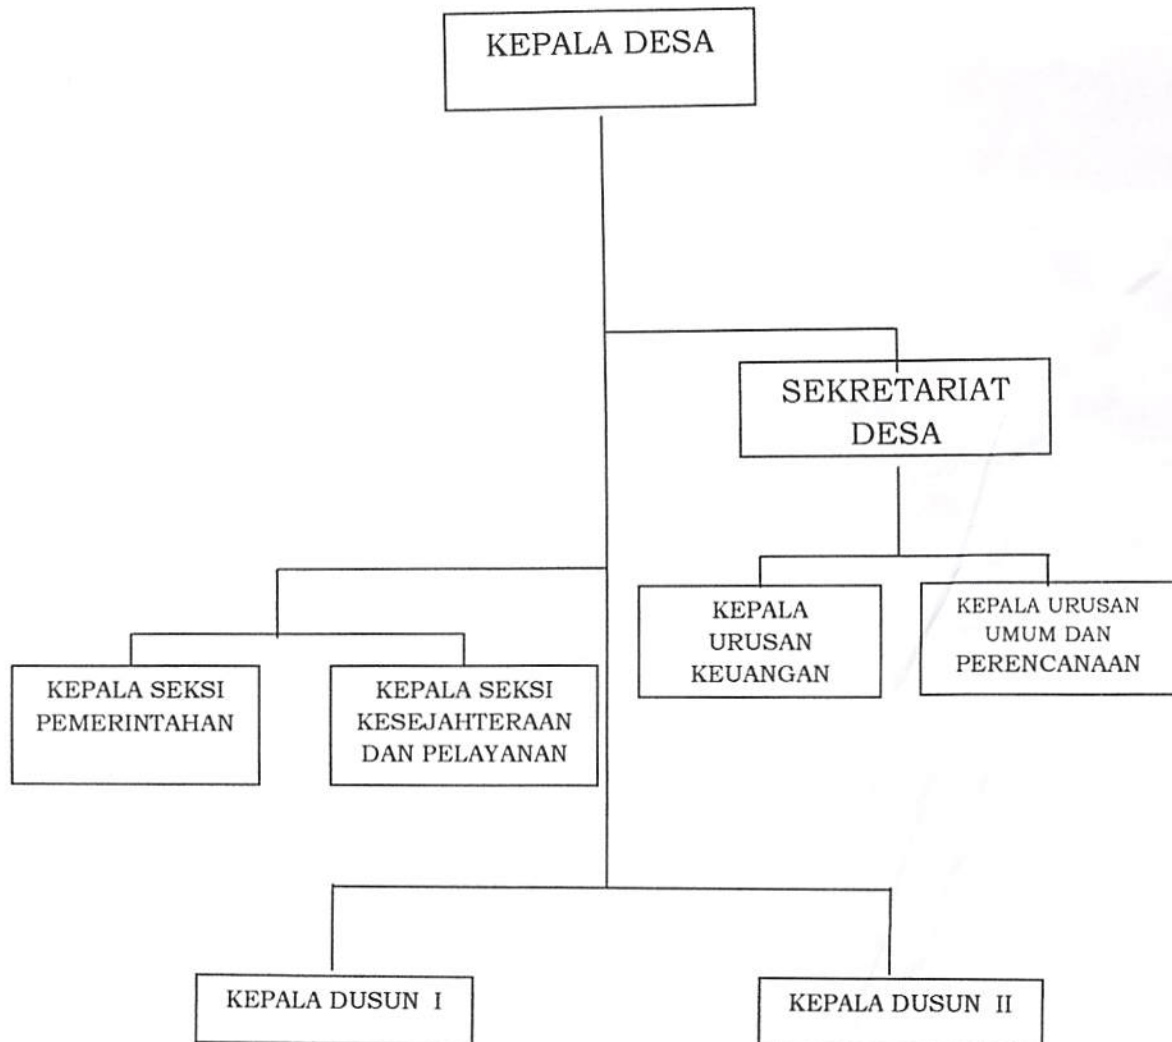 KEPALA DESA
SEKRETARIAT
DESA
KEPALA
URUSAN
KEUANGAN
KEPALA URUSAN
UMUM DAN
PERENCANAAN
KEPALA SEKSI
PEMERINTAHAN
KEPALA SEKSI
KESEJAHTERAAN
DAN PELAYANAN
KEPALA DUSUN I
KEPALA DUSUN II